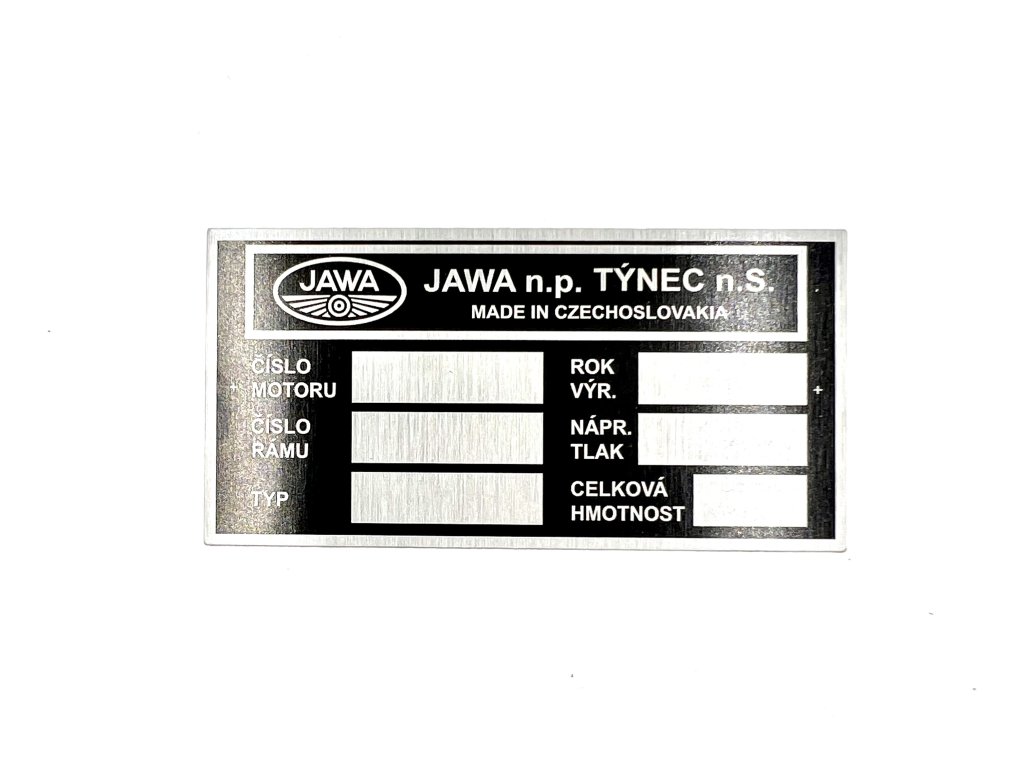 JAWA
JAWA n.p. TÝNEC n.S.
MADE IN CZECHOSLOVAKIA
ČÍSLO
MOTORU
ROK
VÝR.
ČÍSLO
RÁMU
NÁPR.
TLAK
TYP
CELKOVÁ
HMOTNOST